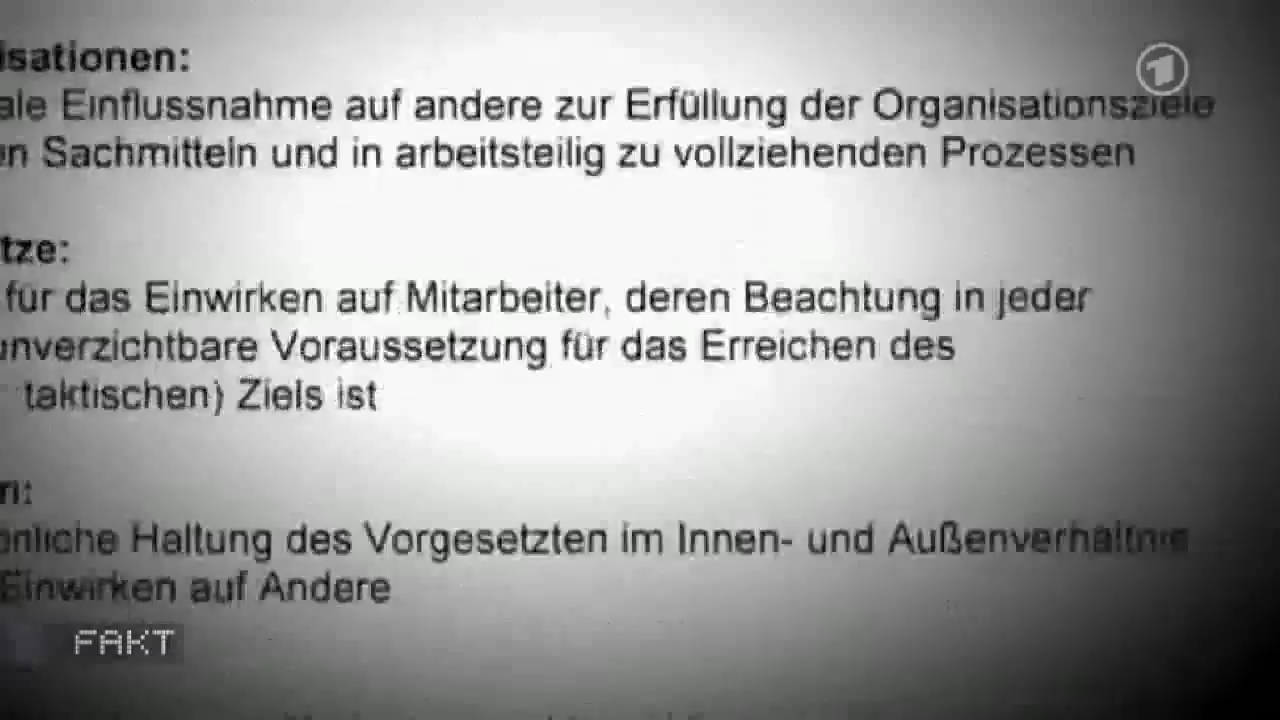 isationen:
ale Einflussnahme auf andere zur Erfüllung der Organisationsziele
en Sachmitteln und in arbeitsteilig zu vollziehenden Prozessen
tze:
für das Einwirken auf Mitarbeiter, deren Beachtung in jeder
unverzichtbare Voraussetzung für das Erreichen des
taktischen) Ziels ist
n:
önliche Haltung des Vorgesetzten im Innen- und Außenverhältnis
Einwirken auf Andere
FAKT